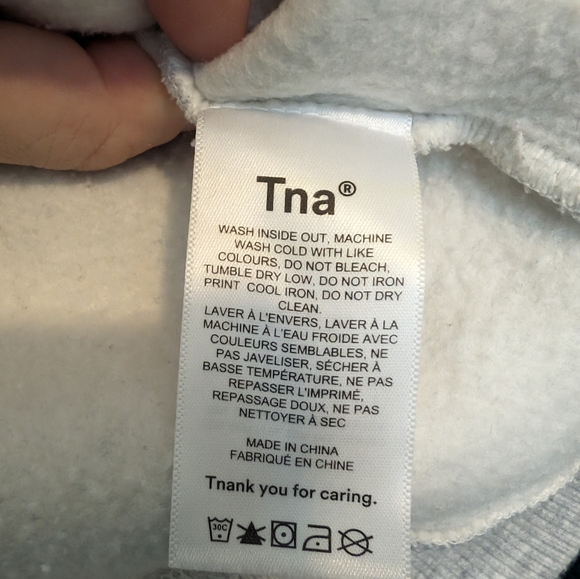 Tna®
WASH INSIDE OUT, MACHINE
WASH COLD WITH LIKE
COLOURS, DO NOT BLEACH,
TUMBLE DRY LOW, DO NOT IRON
PRINT COOL IRON, DO NOT DRY
CLEAN.
LAVER À L'ENVERS, LAVER À LA
MACHINE À L'EAU FROIDE AVEC
COULEURS SEMBLABLES, NE
PAS JAVELISER, SÉCHER À
BASSE TEMPÉRATURE, NE PAS
REPASSER L'IMPRIMÉ,
REPASSAGE DOUX, NE PAS
NETTOYER À SEC
MADE IN CHINA
FABRIQUÉ EN CHINE
Tnank you for caring.
30C